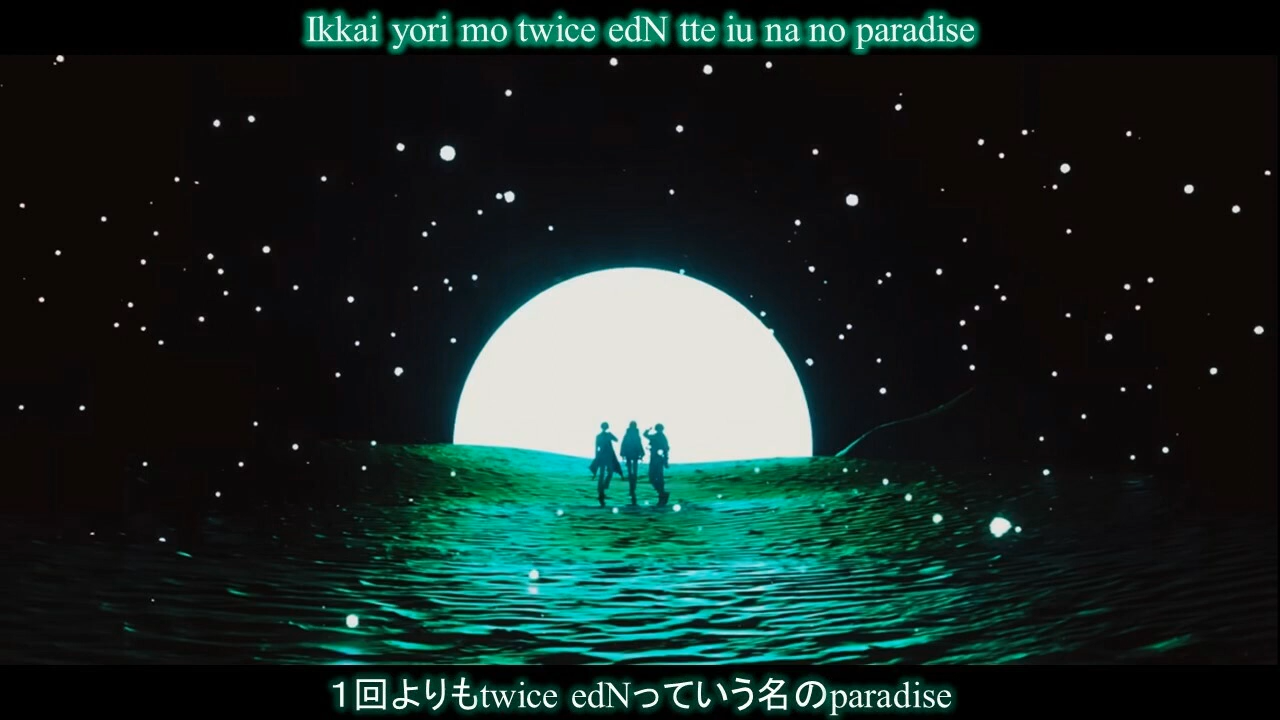 Ikkai yori mo twice edN tte iu na no paradise
１回よりもtwice edNっていう名のparadise